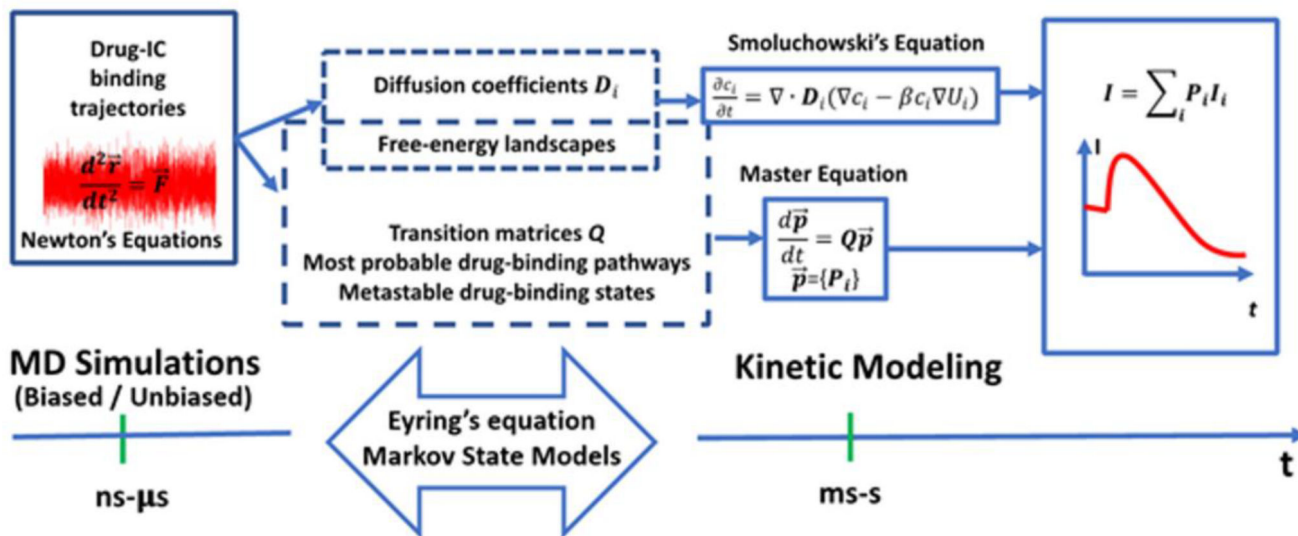 Drug-IC
binding
trajectories
d²r⃗/dt² = F⃗
Newton's Equations
Diffusion coefficients Dᵢ
Free-energy landscapes
Transition matrices Q
Most probable drug-binding pathways
Metastable drug-binding states
Smoluchowski's Equation
∂cᵢ/∂t = ∇ · Dᵢ(∇cᵢ − βcᵢ∇Uᵢ)
Master Equation
dp⃗/dt = Qp⃗
p⃗={Pᵢ}
I = ∑ᵢ PᵢIᵢ
I
t
MD Simulations
(Biased / Unbiased)
ns-µs
Eyring's equation
Markov State Models
Kinetic Modeling
ms-s
t